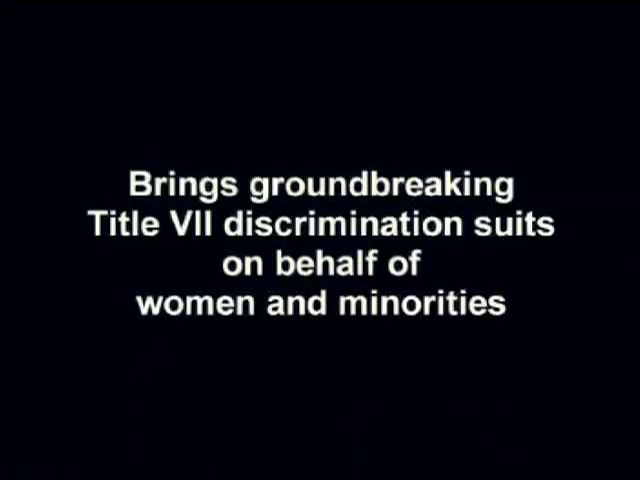 Brings groundbreaking
Title VII discrimination suits
on behalf of
women and minorities